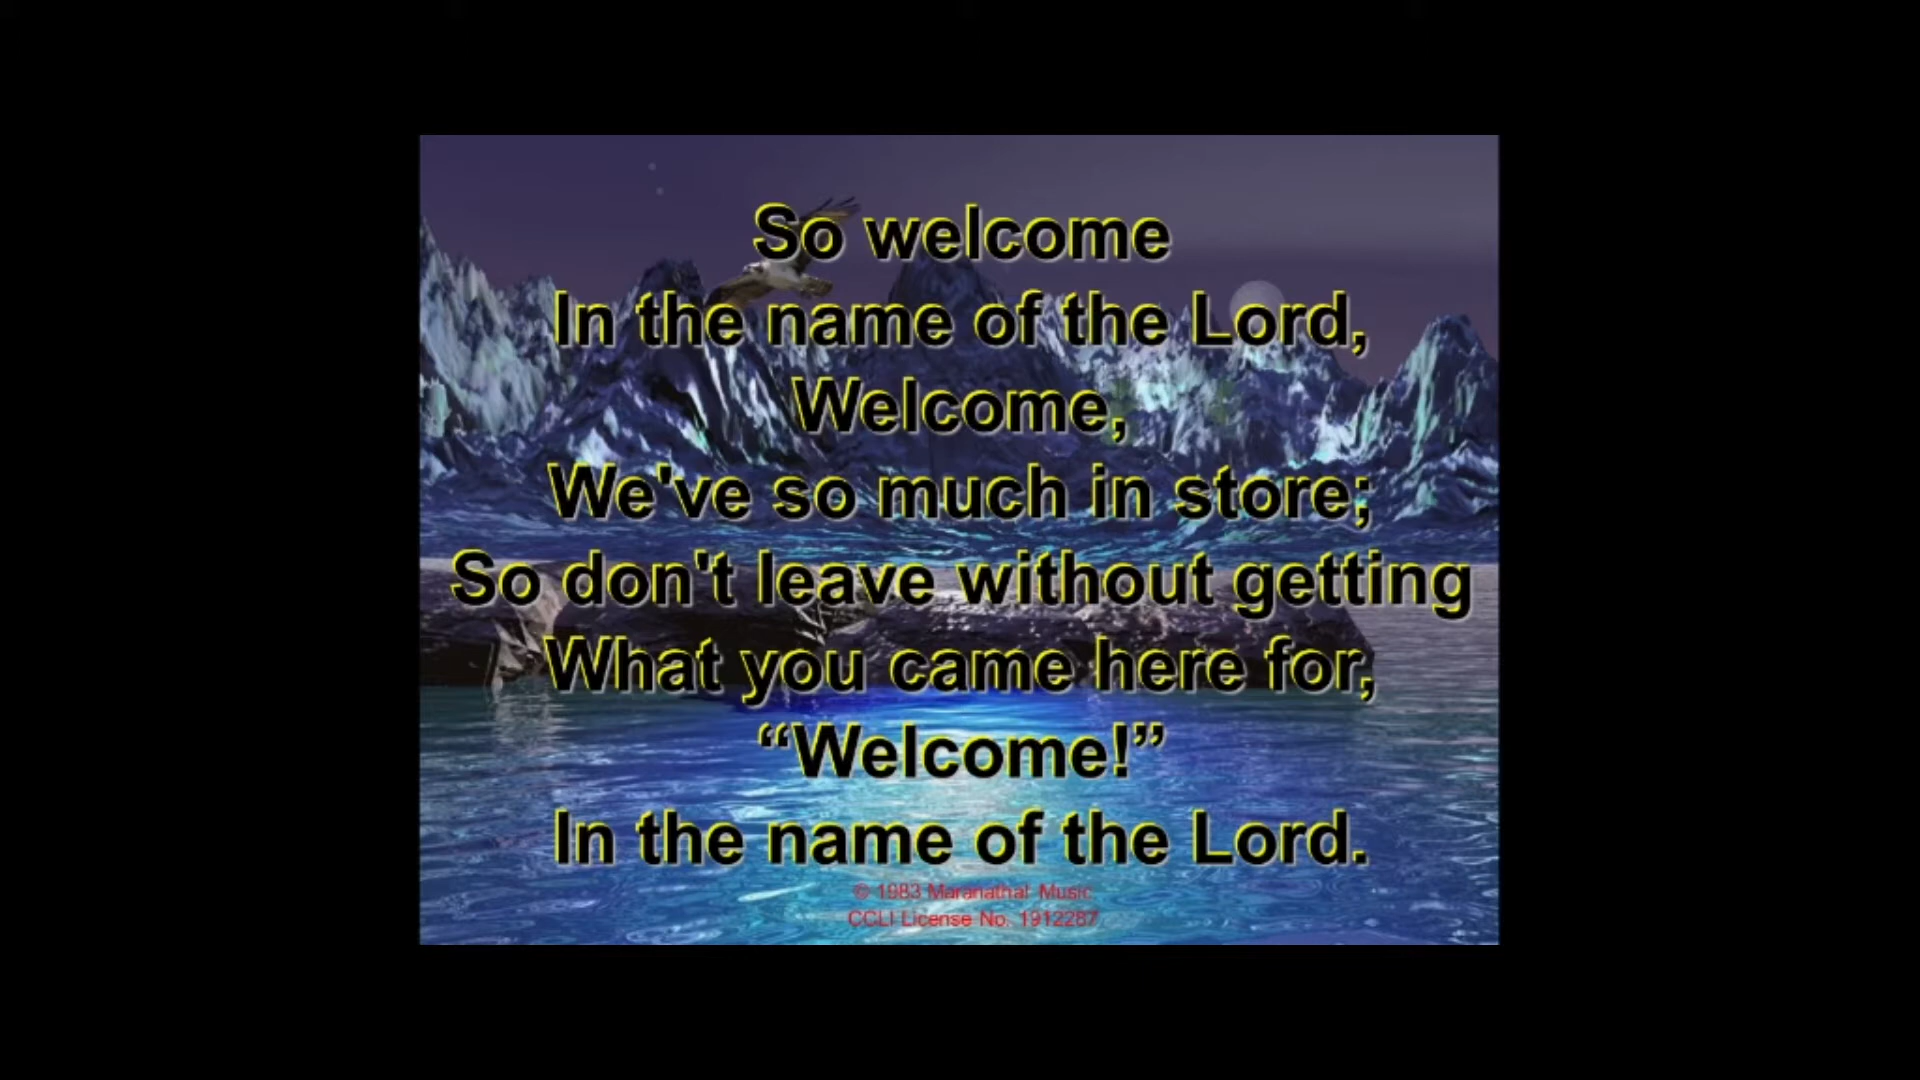 So welcome
In the name of the Lord,
Welcome,
We've so much in store;
So don't leave without getting
What you came here for,
“Welcome!”
In the name of the Lord.
© 1983 Maranatha! Music
CCLI License No. 1912287